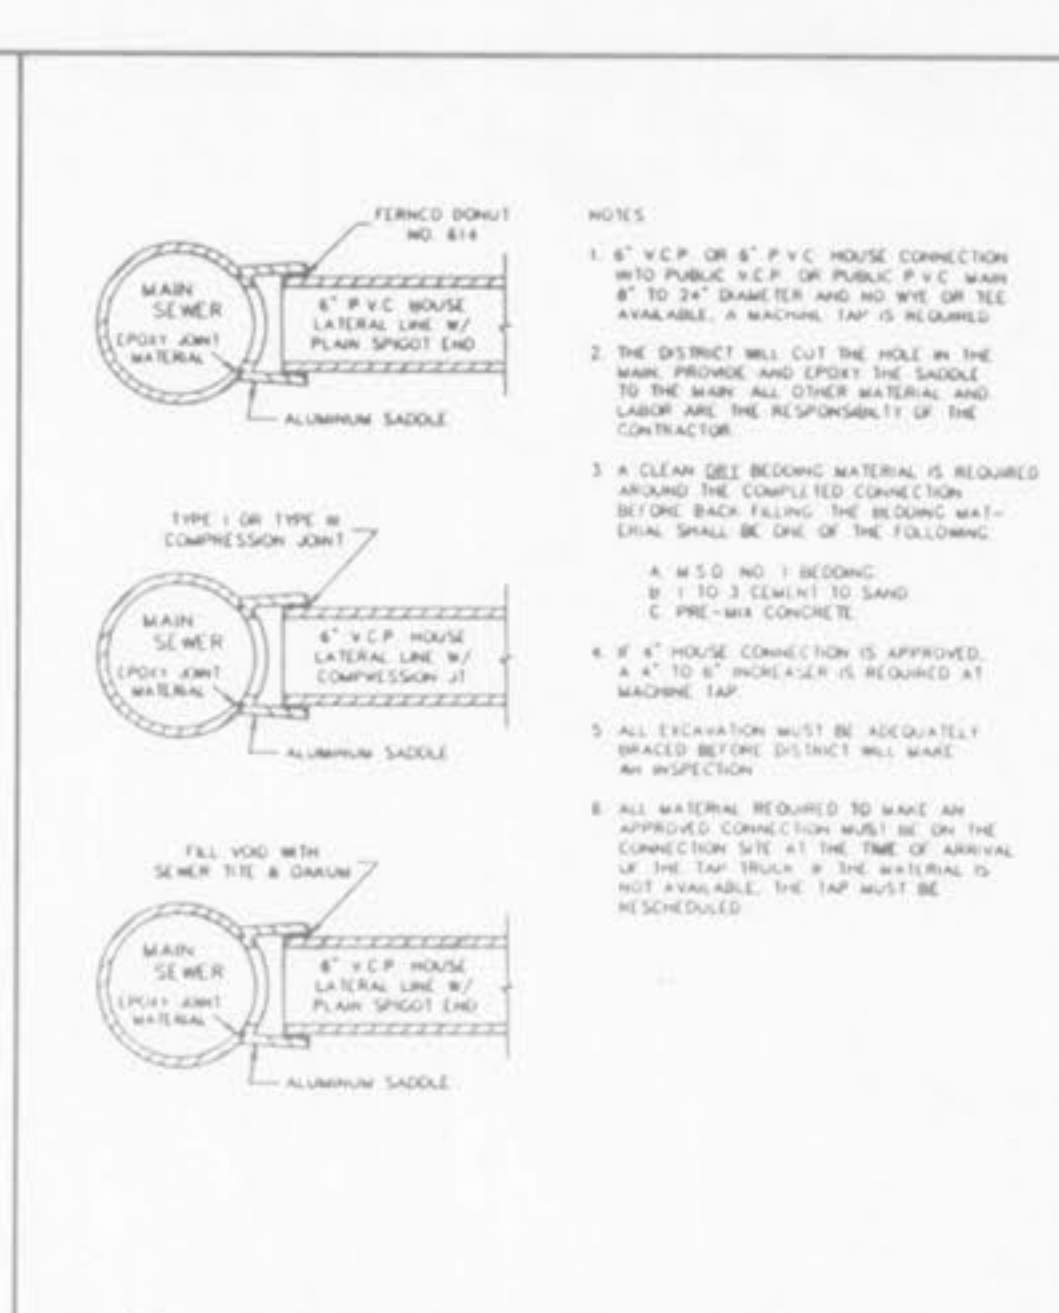 FERNCO DONUT
NO. 614
MAIN
SEWER
EPOXY JOINT
MATERIAL
6" P.V.C. HOUSE
LATERAL LINE W/
PLAIN SPIGOT END
ALUMINUM SADDLE
TYPE I OR TYPE III
COMPRESSION JOINT
MAIN
SEWER
EPOXY JOINT
MATERIAL
6" V.C.P. HOUSE
LATERAL LINE W/
COMPRESSION JT
ALUMINUM SADDLE
FILL VOID WITH
SEWER TITE & OAKUM
MAIN
SEWER
EPOXY JOINT
MATERIAL
6" V.C.P. HOUSE
LATERAL LINE W/
PLAIN SPIGOT END
ALUMINUM SADDLE
NOTES
1. 6" V.C.P. OR 6" P.V.C. HOUSE CONNECTION
INTO PUBLIC V.C.P. OR PUBLIC P.V.C. MAIN
8" TO 24" DIAMETER AND NO WYE OR TEE
AVAILABLE, A MACHINE TAP IS REQUIRED
2. THE DISTRICT WILL CUT THE HOLE IN THE
MAIN, PROVIDE AND EPOXY THE SADDLE
TO THE MAIN. ALL OTHER MATERIAL AND
LABOR ARE THE RESPONSIBILTY OF THE
CONTRACTOR
3. A CLEAN DRY BEDDING MATERIAL IS REQUIRED
AROUND THE COMPLETED CONNECTION
BEFORE BACK FILLING. THE BEDDING MAT-
ERIAL SHALL BE ONE OF THE FOLLOWING
A. M.S.D. NO. 1 BEDDING
B. 1 TO 3 CEMENT TO SAND
C. PRE-MIX CONCRETE
4. IF 4" HOUSE CONNECTION IS APPROVED,
A 4" TO 6" INCREASER IS REQUIRED AT
MACHINE TAP
5. ALL EXCAVATION MUST BE ADEQUATELY
BRACED BEFORE DISTRICT WILL MAKE
AN INSPECTION
6. ALL MATERIAL REQUIRED TO MAKE AN
APPROVED CONNECTION MUST BE ON THE
CONNECTION SITE AT THE TIME OF ARRIVAL
OF THE TAP TRUCK. IF THE MATERIAL IS
NOT AVAILABLE, THE TAP MUST BE
RESCHEDULED